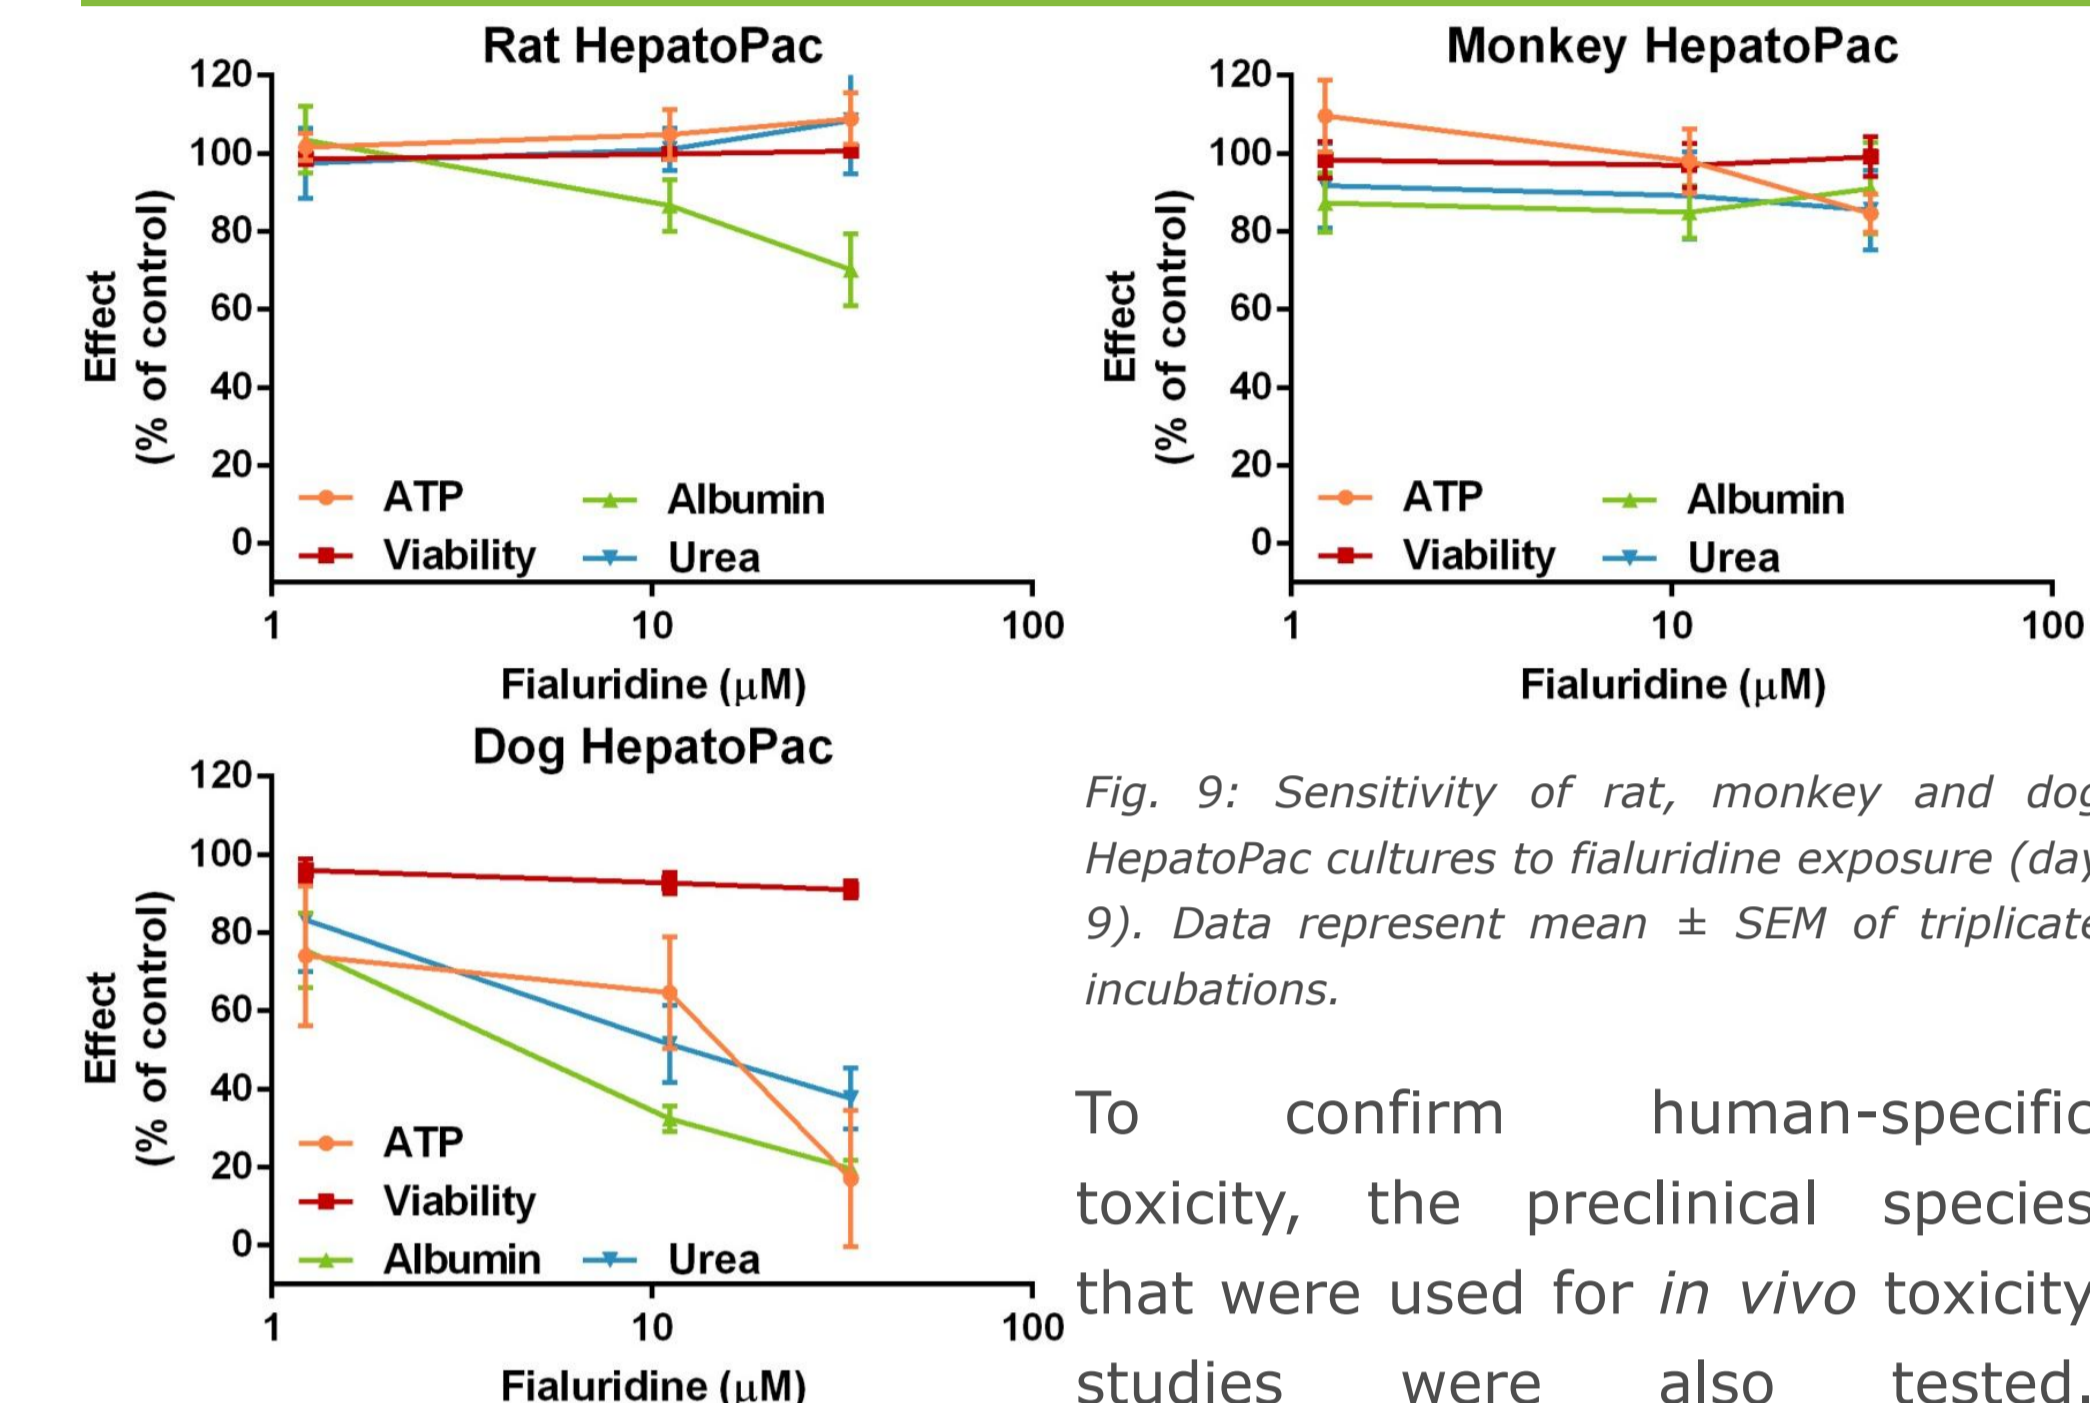 Rat HepatoPac
120
100
80
60
40
20
0
Effect
(% of control)
ATP
Albumin
Viability
Urea
1
10
100
Fialuridine (μM)
Monkey HepatoPac
120
100
80
60
40
20
0
Effect
(% of control)
ATP
Albumin
Viability
Urea
1
10
100
Fialuridine (μM)
Dog HepatoPac
120
100
80
60
40
20
0
Effect
(% of control)
ATP
Viability
Albumin
Urea
1
10
100
Fialuridine (μM)
Fig. 9: Sensitivity of rat, monkey and dog
HepatoPac cultures to fialuridine exposure (day
9). Data represent mean ± SEM of triplicate
incubations.
To confirm human-specific
toxicity, the preclinical species
that were used for in vivo toxicity
studies were also tested.